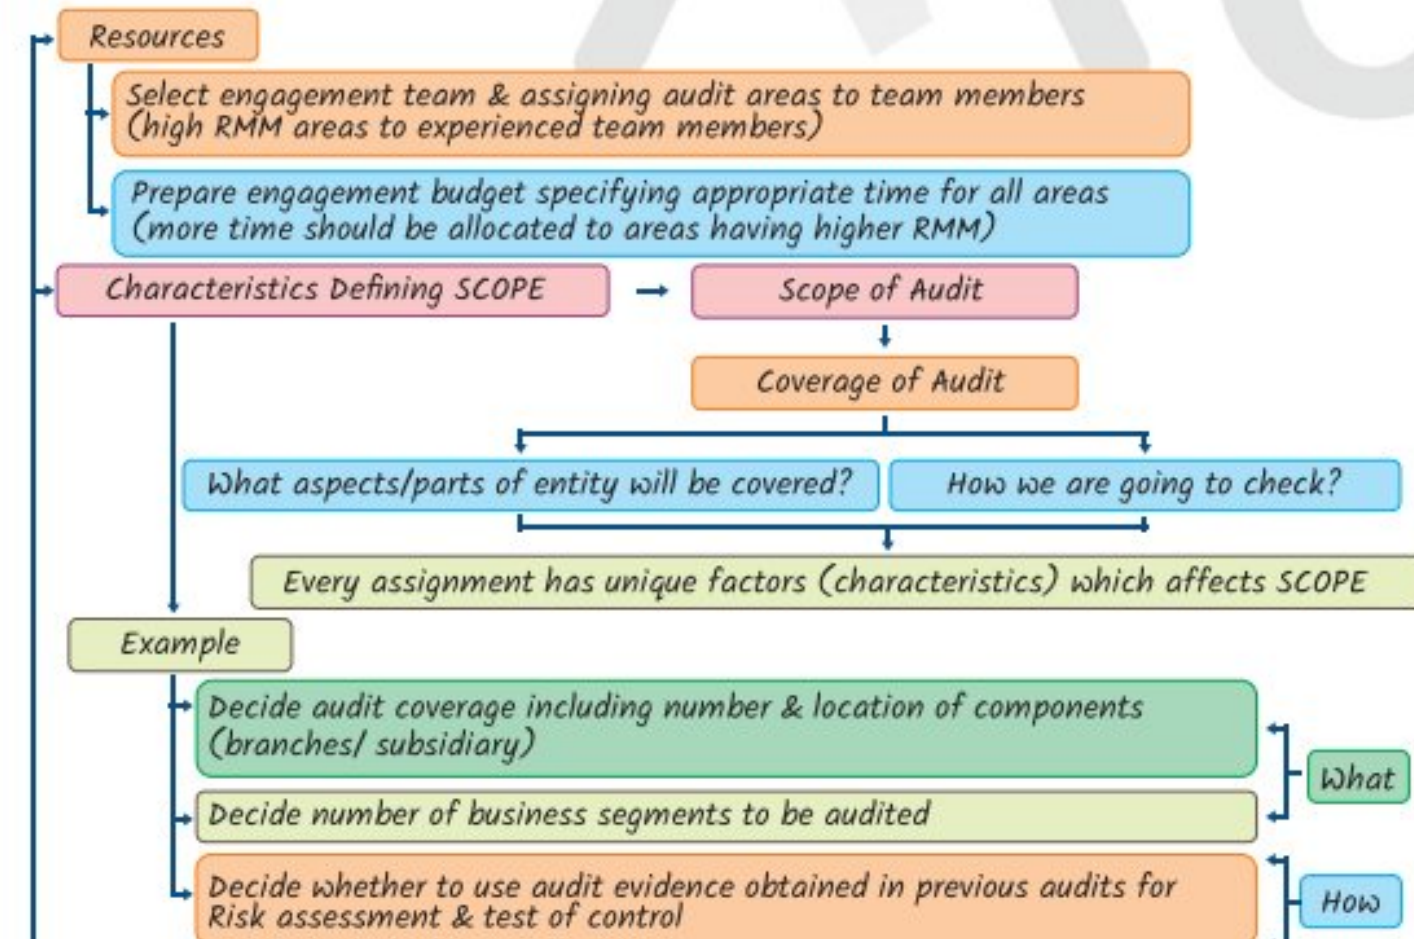 Resources
Select engagement team & assigning audit areas to team members
(high RMM areas to experienced team members)
Prepare engagement budget specifying appropriate time for all areas
(more time should be allocated to areas having higher RMM)
Characteristics Defining SCOPE
Scope of Audit
Coverage of Audit
What aspects/parts of entity will be covered?
How we are going to check?
Every assignment has unique factors (characteristics) which affects SCOPE
Example
Decide audit coverage including number & location of components
(branches/ subsidiary)
What
Decide number of business segments to be audited
Decide whether to use audit evidence obtained in previous audits for
Risk assessment & test of control
How